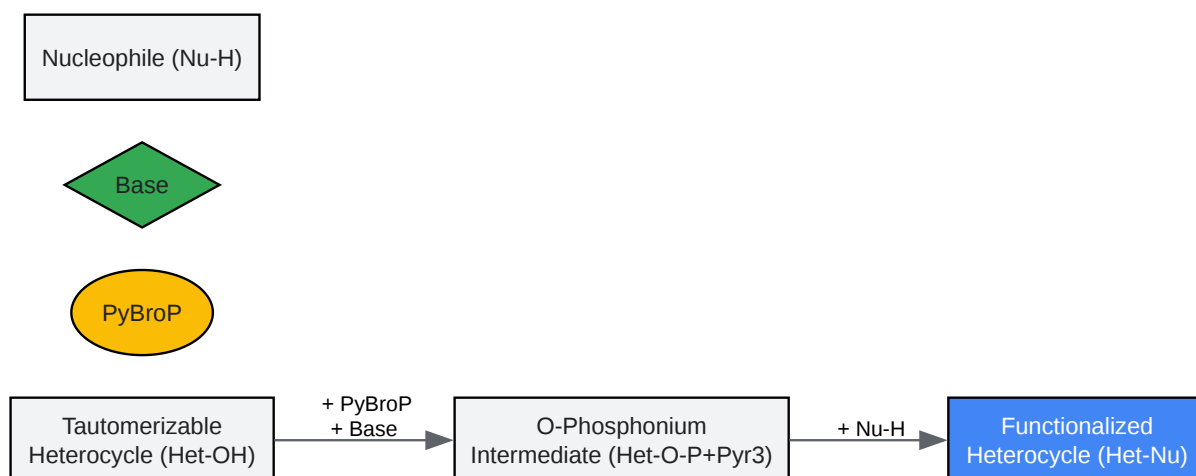 Nucleophile (Nu-H)
Base
PyBroP
Tautomerizable
Heterocycle (Het-OH)
+ PyBroP
+ Base
O-Phosphonium
Intermediate (Het-O-P+Pyr3)
+ Nu-H
Functionalized
Heterocycle (Het-Nu)